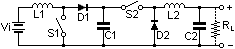 L1 D1 S2 L2 +
Vi S1 C1 D2 C2 RL
-